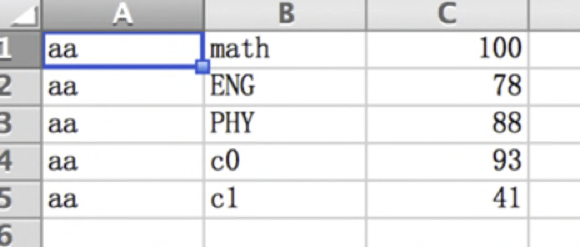 A B C
1 aa math 100
2 aa ENG 78
3 aa PHY 88
4 aa c0 93
5 aa c1 41
6